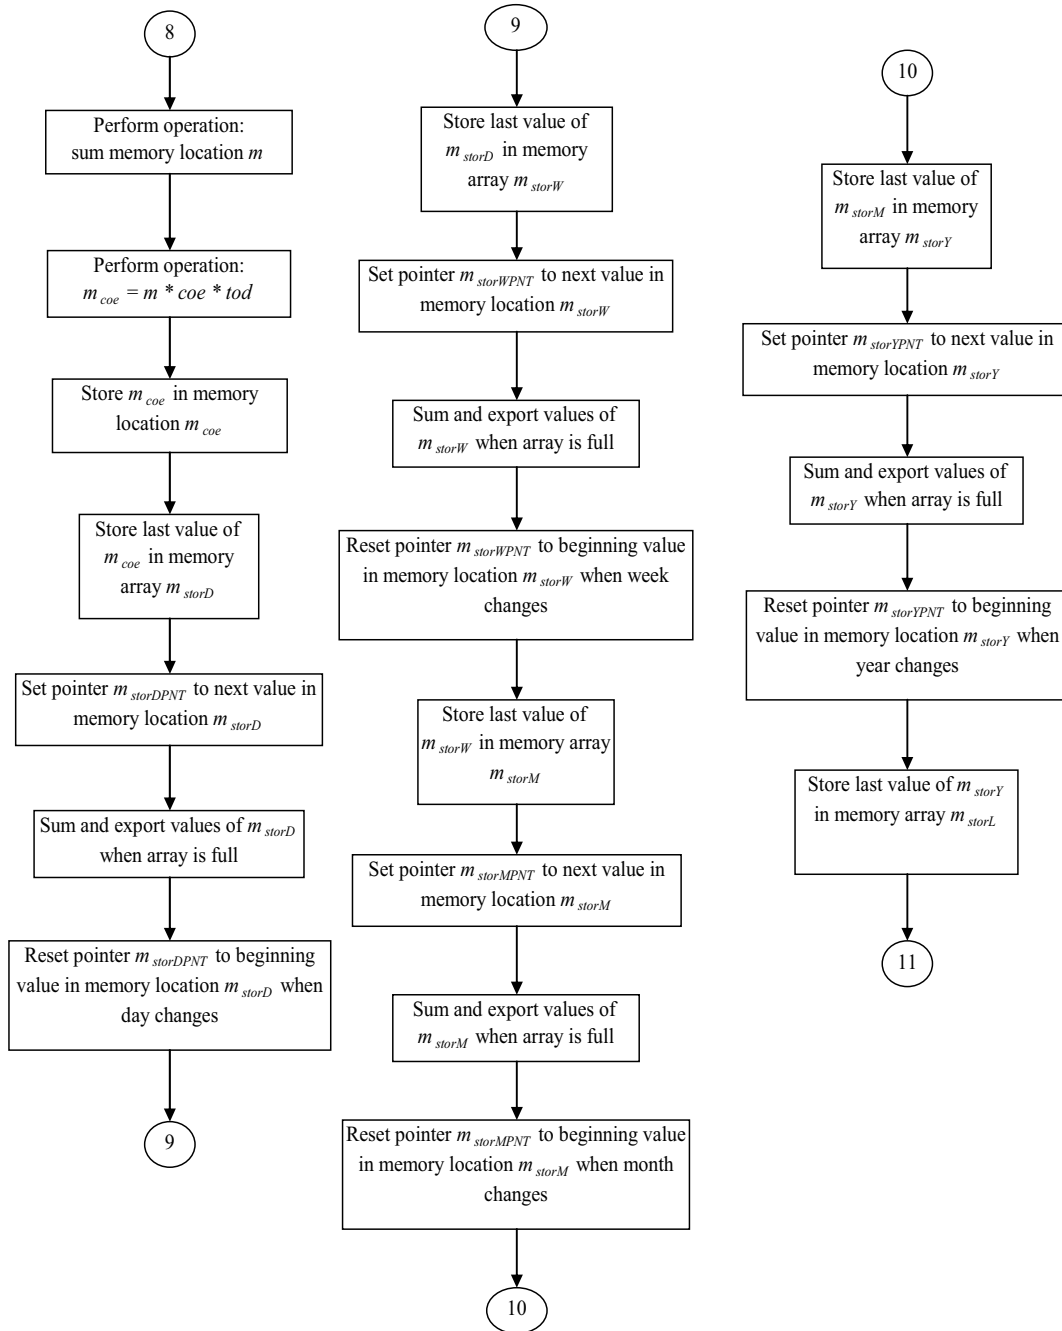 8
Perform operation:
sum memory location m
Perform operation:
m coe = m * coe * tod
Store m coe in memory
location m coe
Store last value of
m coe in memory
array m storD
Set pointer m storDPNT to next value in
memory location m storD
Sum and export values of m storD
when array is full
Reset pointer m storDPNT to beginning
value in memory location m storD when
day changes
9
9
Store last value of
m storD in memory
array m storW
Set pointer m storWPNT to next value in
memory location m storW
Sum and export values of
m storW when array is full
Reset pointer m storWPNT to beginning value
in memory location m storW when week
changes
Store last value of
m storW in memory array
m storM
Set pointer m storMPNT to next value in
memory location m storM
Sum and export values of
m storM when array is full
Reset pointer m storMPNT to beginning value
in memory location m storM when month
changes
10
10
Store last value of
m storM in memory
array m storY
Set pointer m storYPNT to next value in
memory location m storY
Sum and export values of
m storY when array is full
Reset pointer m storYPNT to beginning
value in memory location m storY when
year changes
Store last value of m storY
in memory array m storL
11